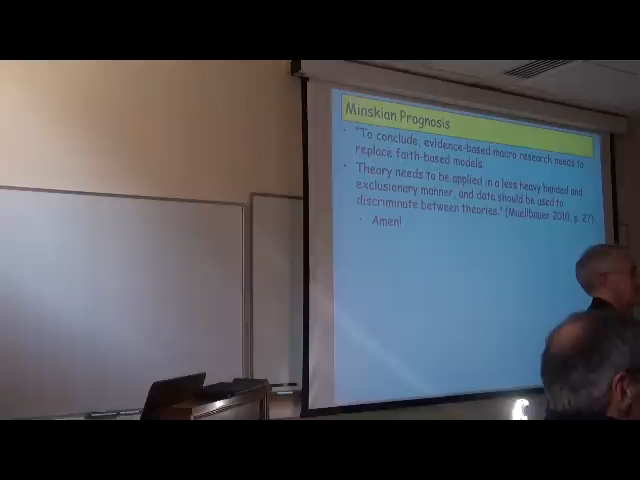 Minskian Prognosis
• "To conclude, evidence-based macro research needs to
replace faith-based models.
• Theory needs to be applied in a less heavy handed and
exclusionary manner, and data should be used to
discriminate between theories." (Muellbauer 2010, p. 27)
• Amen!